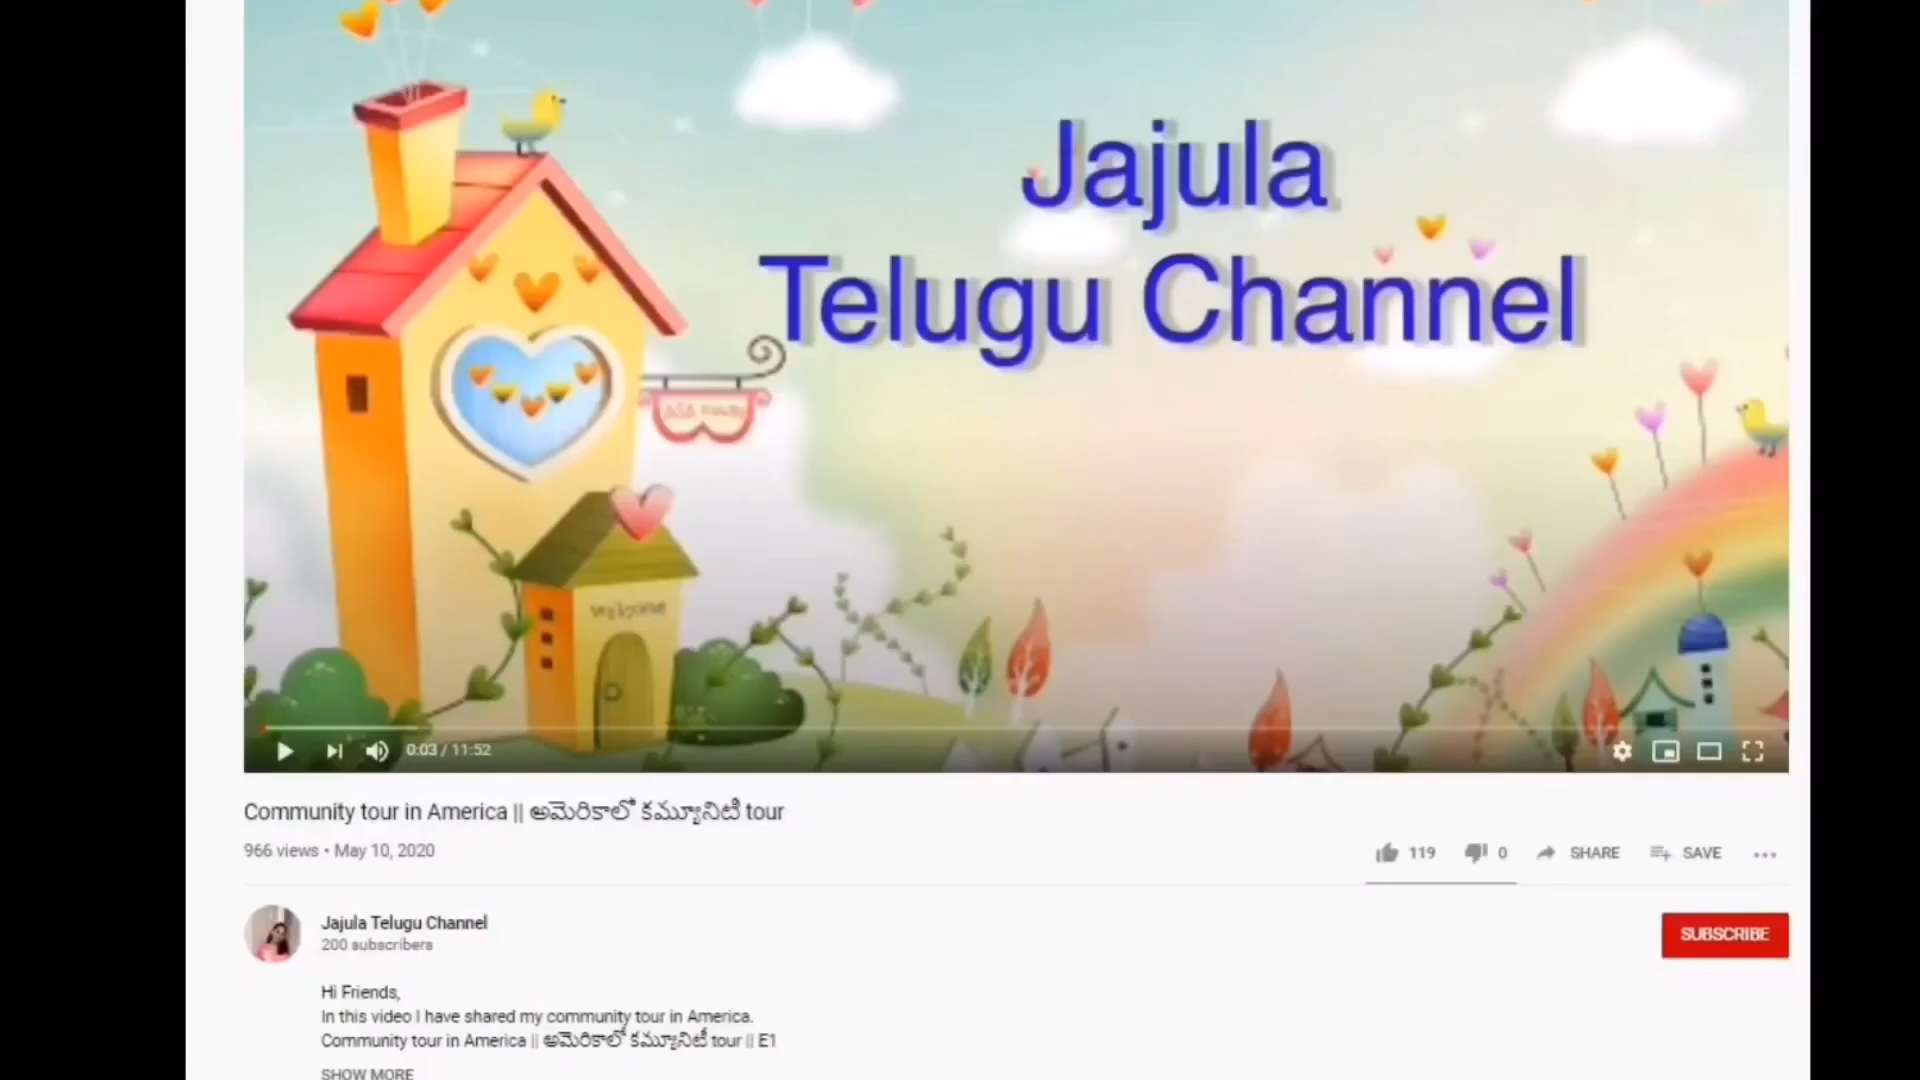 Jajula
Telugu Channel
Welcome
0:03 / 11:52
Community tour in America || అమెరికాలో కమ్యూనిటీ tour
966 views • May 10, 2020
119
0
SHARE
SAVE
Jajula Telugu Channel
200 subscribers
SUBSCRIBE
Hi Friends,
In this video I have shared my community tour in America.
Community tour in America || అమెరికాలో కమ్యూనిటీ tour || E1
SHOW MORE